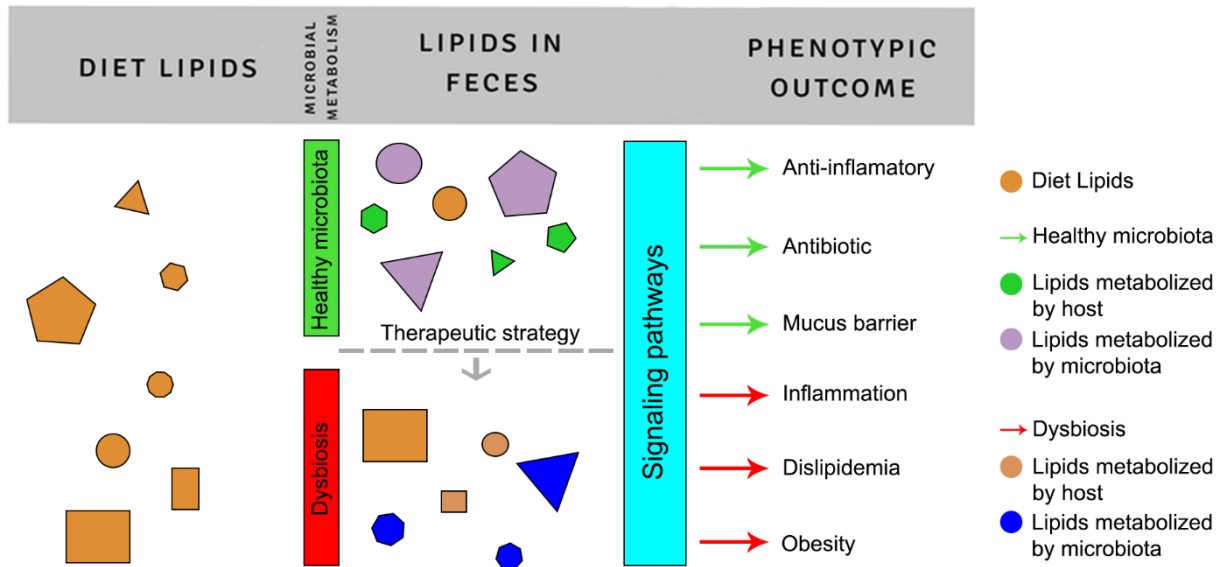 DIET LIPIDS
MICROBIAL
METABOLISM
LIPIDS IN
FECES
PHENOTYPIC
OUTCOME
Healthy microbiota
Therapeutic strategy
Dysbiosis
Signaling pathways
Anti-inflamatory
Antibiotic
Mucus barrier
Inflammation
Dislipidemia
Obesity
Diet Lipids
Healthy microbiota
Lipids metabolized
by host
Lipids metabolized
by microbiota
Dysbiosis
Lipids metabolized
by host
Lipids metabolized
by microbiota